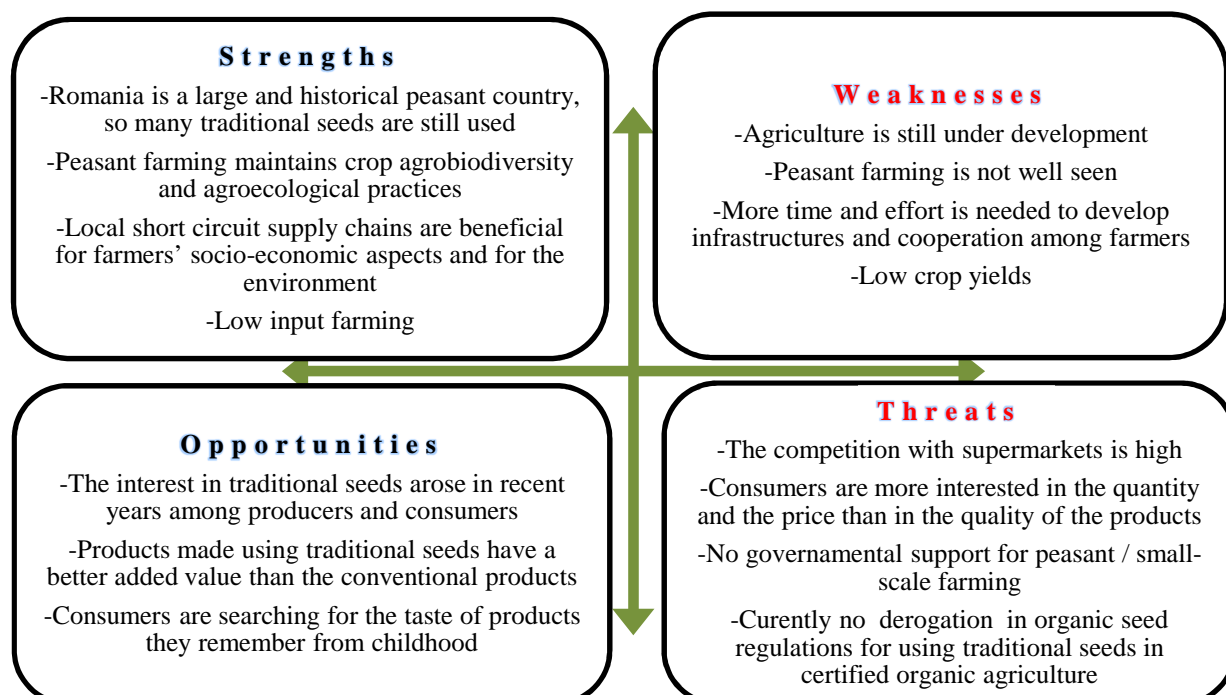 Strengths
-Romania is a large and historical peasant country,
so many traditional seeds are still used
-Peasant farming maintains crop agrobiodiversity
and agroecological practices
-Local short circuit supply chains are beneficial
for farmers’ socio-economic aspects and for the
environment
-Low input farming
Weaknesses
-Agriculture is still under development
-Peasant farming is not well seen
-More time and effort is needed to develop
infrastructures and cooperation among farmers
-Low crop yields
Opportunities
-The interest in traditional seeds arose in recent
years among producers and consumers
-Products made using traditional seeds have a
better added value than the conventional products
-Consumers are searching for the taste of products
they remember from childhood
Threats
-The competition with supermarkets is high
-Consumers are more interested in the quantity
and the price than in the quality of the products
-No governamental support for peasant / small-
scale farming
-Curently no derogation in organic seed
regulations for using traditional seeds in
certified organic agriculture